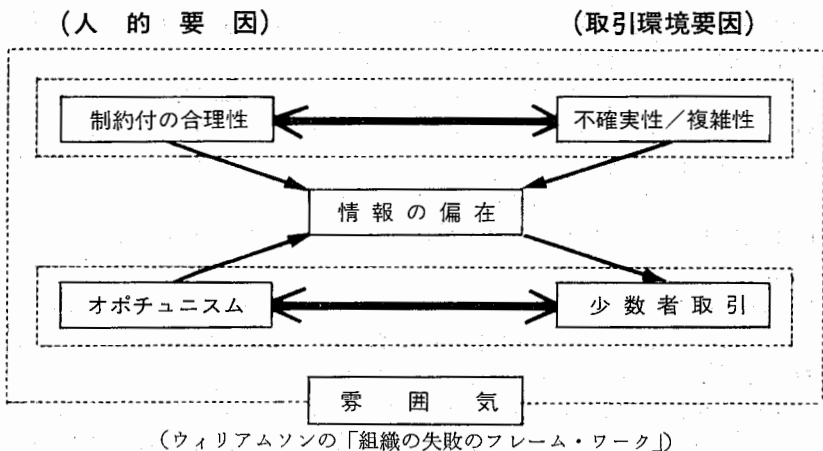 (人的要因) (取引環境要因)
制約付の合理性 不確実性/複雑性
情報の偏在
オポチュニズム 少数者取引
雰囲気
(ウィリアムソンの「組織の失敗のフレーム・ワーク」)